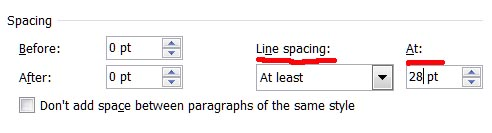 Spacing
Before: 0 pt Line spacing: At:
After: 0 pt At least 28 pt
Don't add space between paragraphs of the same style